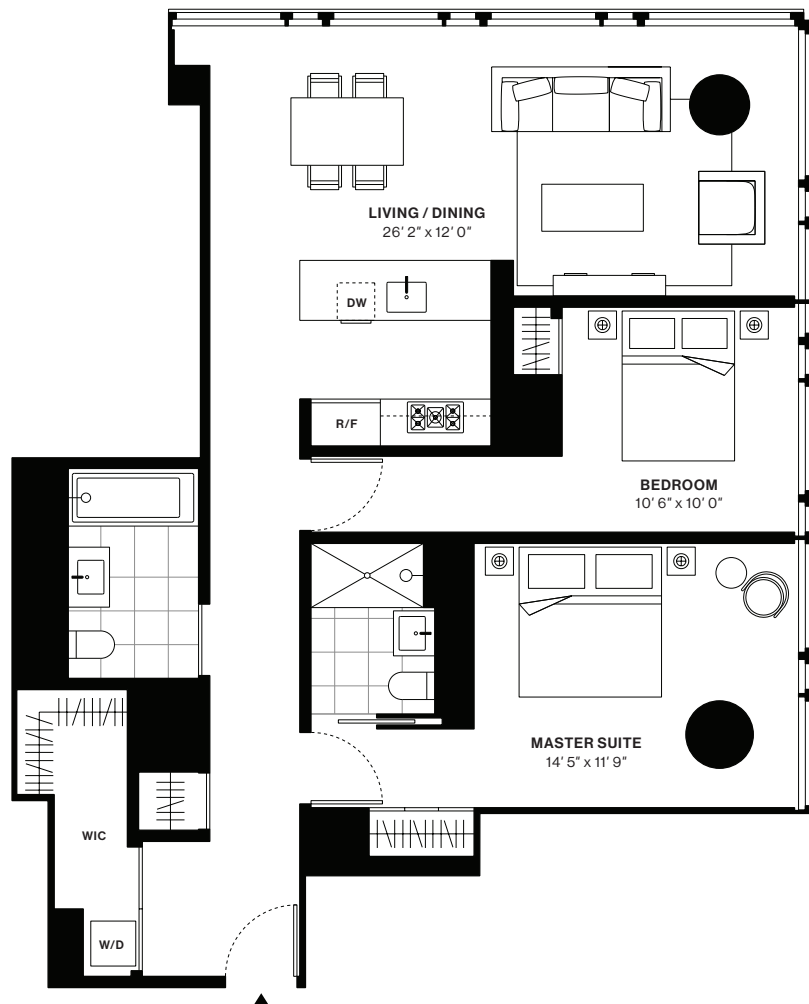 LIVING / DINING
26′ 2″ x 12′ 0″
DW
R/F
BEDROOM
10′ 6″ x 10′ 0″
MASTER SUITE
14′ 5″ x 11′ 9″
WIC
W/D